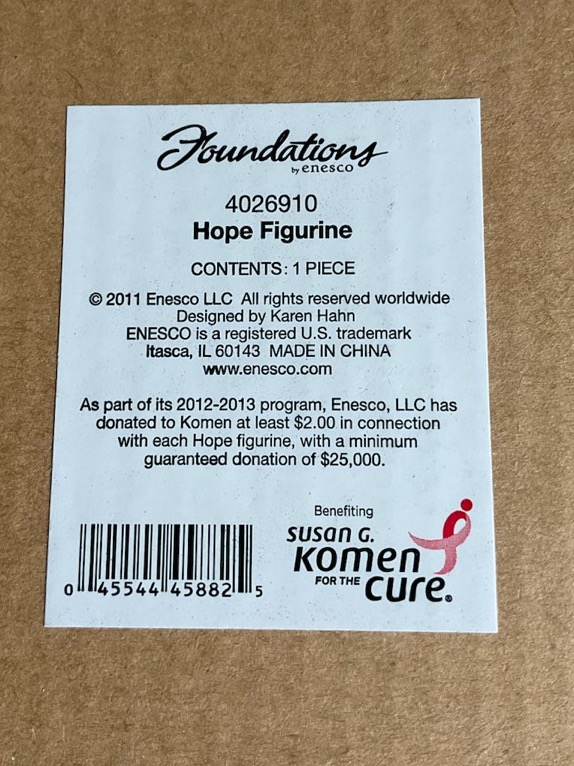 Foundations
by enesco
4026910
Hope Figurine
CONTENTS: 1 PIECE
© 2011 Enesco LLC All rights reserved worldwide
Designed by Karen Hahn
ENESCO is a registered U.S. trademark
Itasca, IL 60143 MADE IN CHINA
www.enesco.com
As part of its 2012-2013 program, Enesco, LLC has
donated to Komen at least $2.00 in connection
with each Hope figurine, with a minimum
guaranteed donation of $25,000.
Benefiting
susan G.
Komen
FOR THE cure®
0 45544 45882 5